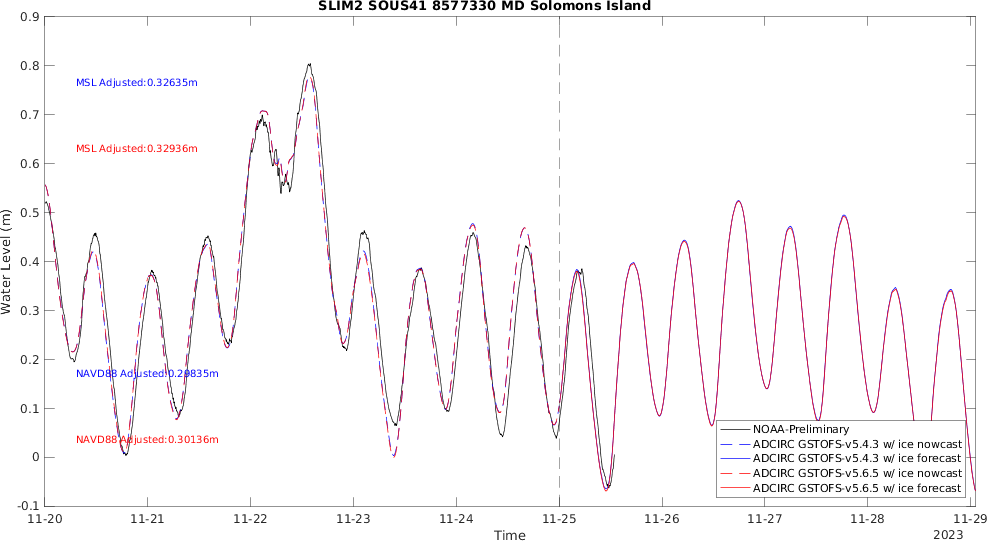 SLIM2 SOUS41 8577330 MD Solomons Island
0.9
0.8
0.7
0.6
0.5
0.4
0.3
0.2
0.1
0
-0.1
Water Level (m)
MSL Adjusted:0.32635m
MSL Adjusted:0.32936m
NAVD88 Adjusted:0.29835m
NAVD88 Adjusted:0.30136m
NOAA-Preliminary
ADCIRC GSTOFS-v5.4.3 w/ ice nowcast
ADCIRC GSTOFS-v5.4.3 w/ ice forecast
ADCIRC GSTOFS-v5.6.5 w/ ice nowcast
ADCIRC GSTOFS-v5.6.5 w/ ice forecast
11-20 11-21 11-22 11-23 11-24 11-25 11-26 11-27 11-28 11-29
Time
2023